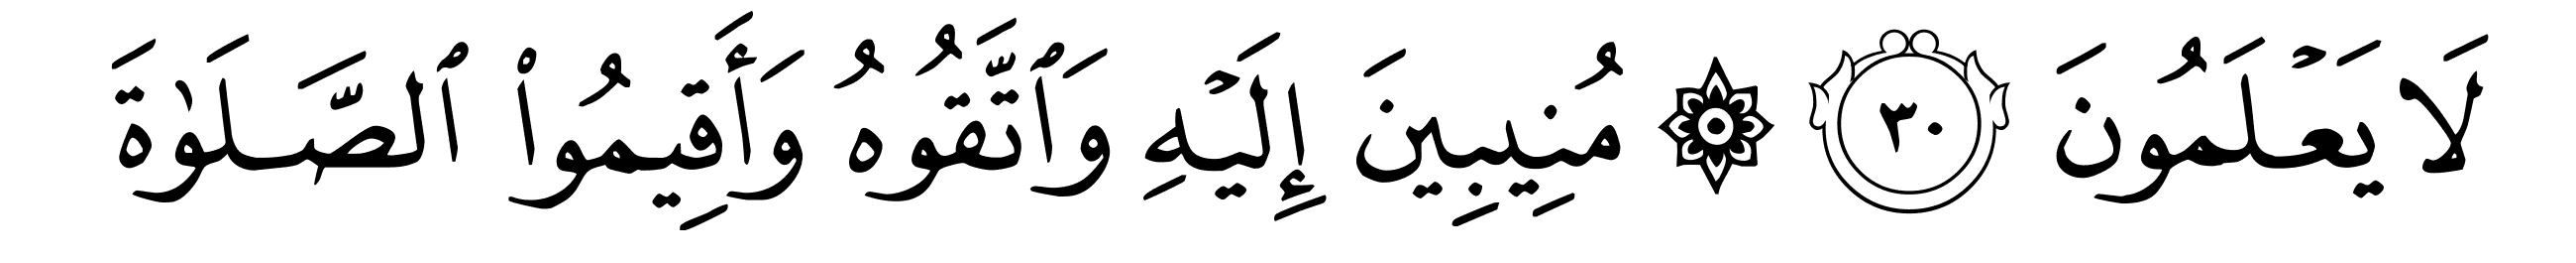 لَا يَعْلَمُونَ ٣٠ ۞ مُنِيبِينَ إِلَيْهِ وَٱتَّقُوهُ وَأَقِيمُوا۟ ٱلصَّلَوٰةَ